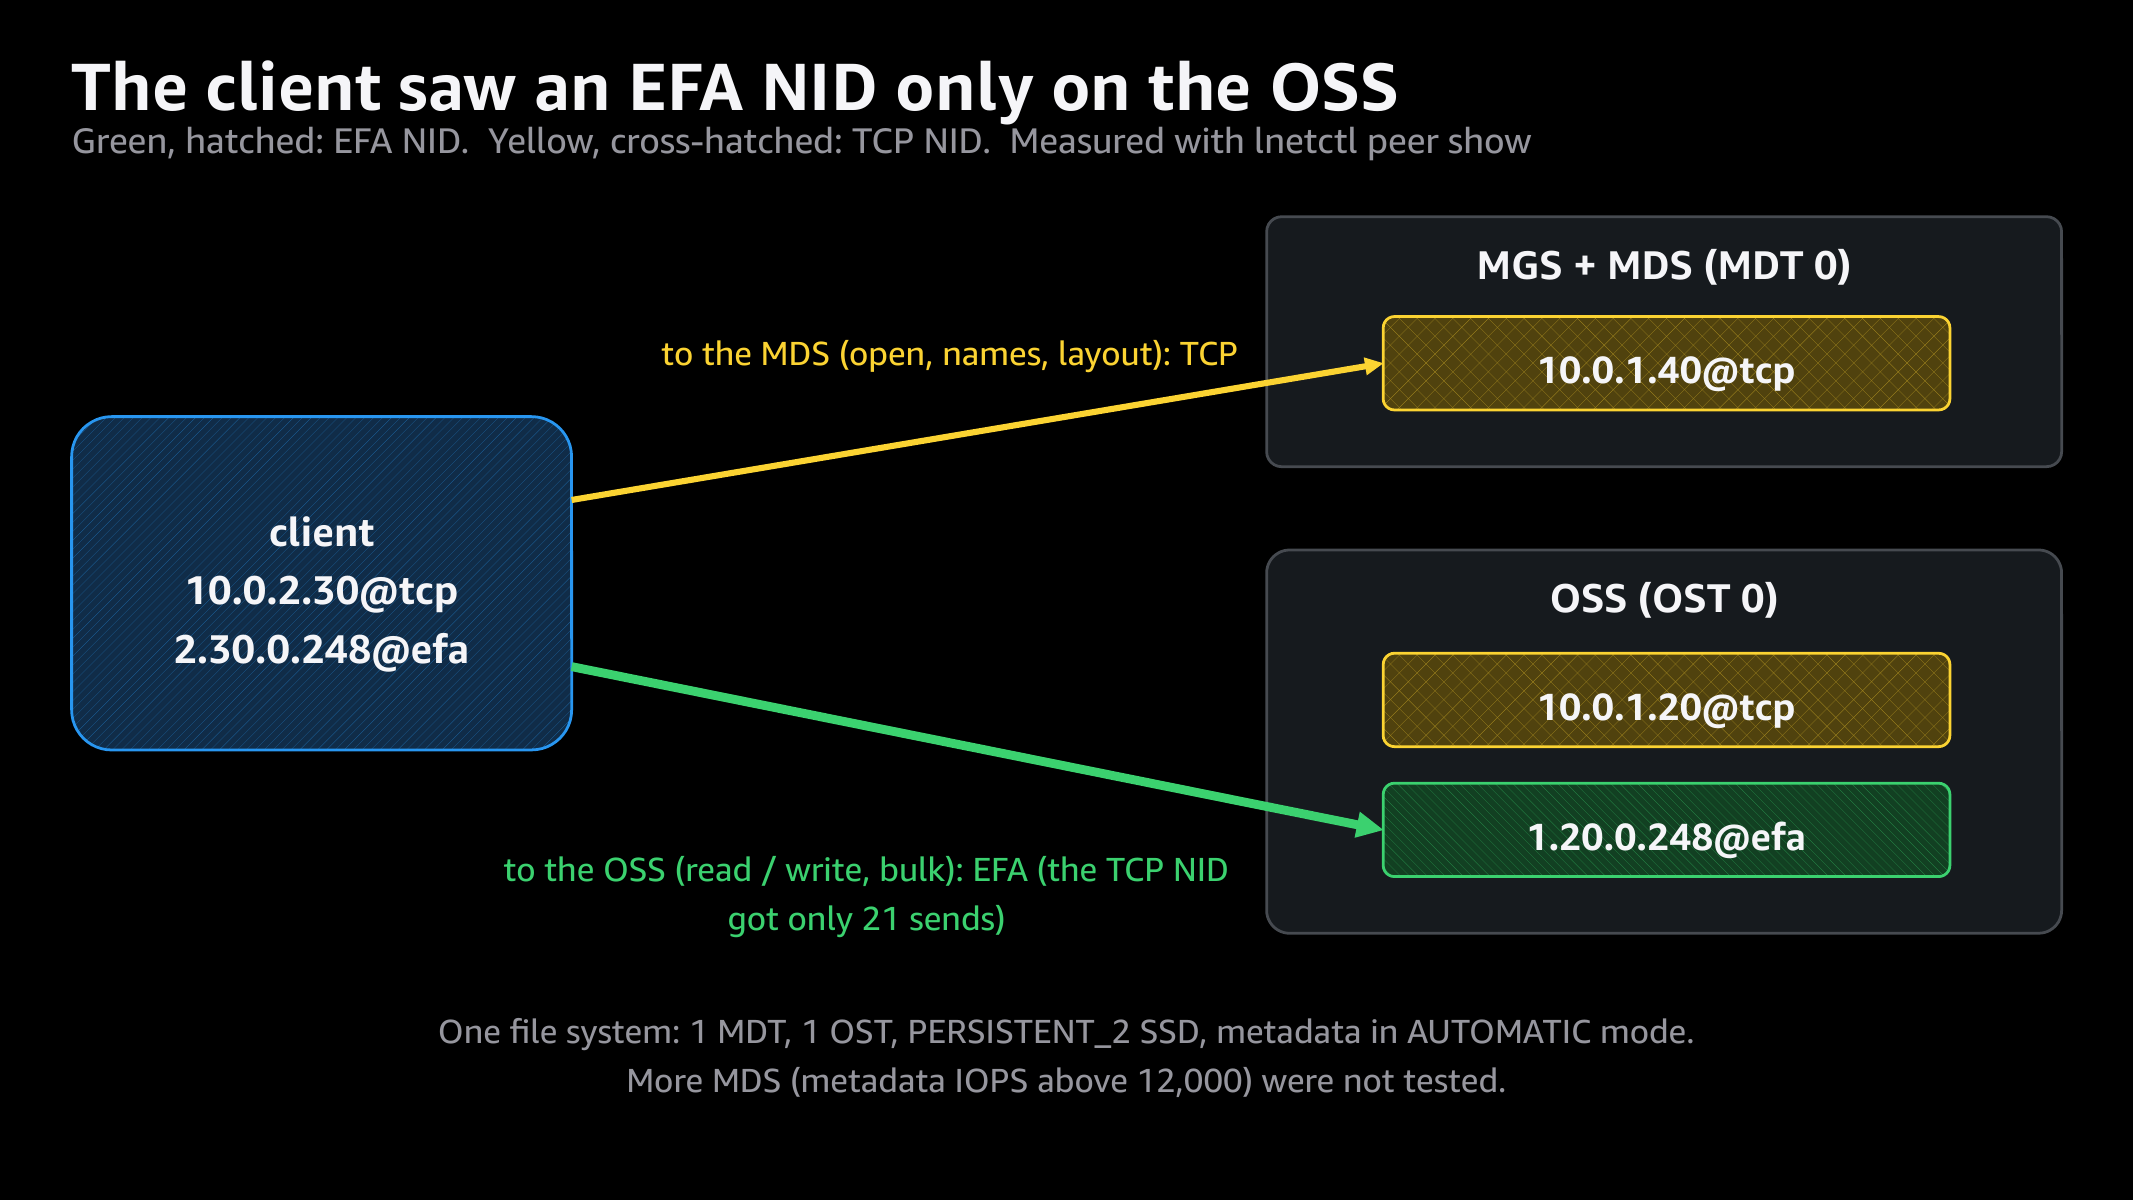 The client saw an EFA NID only on the OSS
Green, hatched: EFA NID.  Yellow, cross-hatched: TCP NID.  Measured with lnetctl peer show
MGS + MDS (MDT 0)
10.0.1.40@tcp
to the MDS (open, names, layout): TCP
client
10.0.2.30@tcp
2.30.0.248@efa
OSS (OST 0)
10.0.1.20@tcp
1.20.0.248@efa
to the OSS (read / write, bulk): EFA (the TCP NID
got only 21 sends)
One file system: 1 MDT, 1 OST, PERSISTENT_2 SSD, metadata in AUTOMATIC mode.
More MDS (metadata IOPS above 12,000) were not tested.